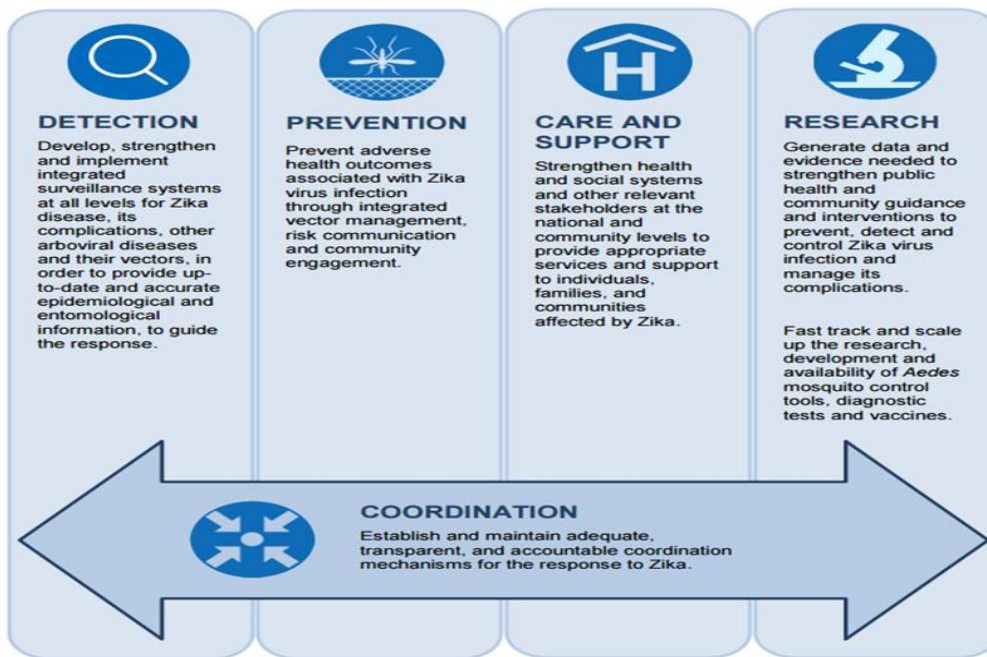 DETECTION
Develop, strengthen
and implement
integrated
surveillance systems
at all levels for Zika
disease, its
complications, other
arboviral diseases
and their vectors, in
order to provide up-
to-date and accurate
epidemiological and
entomological
information, to guide
the response.
PREVENTION
Prevent adverse
health outcomes
associated with Zika
virus infection
through integrated
vector management,
risk communication
and community
engagement.
H
CARE AND
SUPPORT
Strengthen health
and social systems
and other relevant
stakeholders at the
national and
community levels to
provide appropriate
services and support
to individuals,
families, and
communities
affected by Zika.
RESEARCH
Generate data and
evidence needed to
strengthen public
health and
community guidance
and interventions to
prevent, detect and
control Zika virus
infection and
manage its
complications.
Fast track and scale
up the research,
development and
availability of Aedes
mosquito control
tools, diagnostic
tests and vaccines.
COORDINATION
Establish and maintain adequate,
transparent, and accountable coordination
mechanisms for the response to Zika.